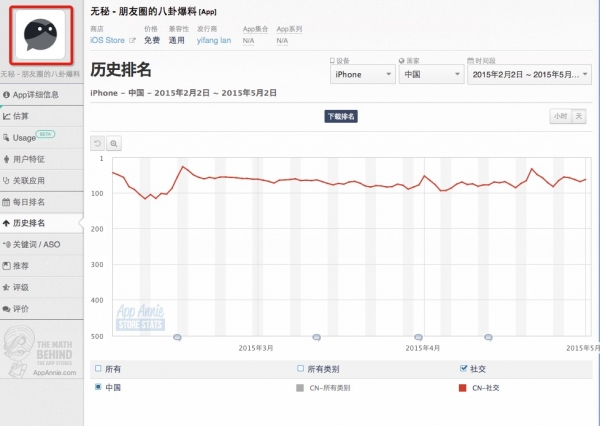 无秘 - 朋友圈的八卦爆料 [App]
商店 价格 兼容性 发行商 App集合 App系列
iOS Store 免费 通用 yifang lan N/A N/A
无秘 - 朋友圈的八卦爆料
App详细信息
估算
Usage BETA
用户特征
关联应用
每日排名
历史排名
关键词 / ASO
推荐
评级
评价
THE MATH
BEHIND
THE APP STORES
AppAnnie.com
历史排名
设备 国家 时间段
iPhone 中国 2015年2月2日 ~ 2015年5月...
iPhone - 中国 - 2015年2月2日 ~ 2015年5月2日
下载排名
小时 天
1
100
200
300
400
500
App Annie
STORE STATS
2015年3月 2015年4月 2015年5月
所有 所有类别 社交
中国 CN-所有类别 CN-社交